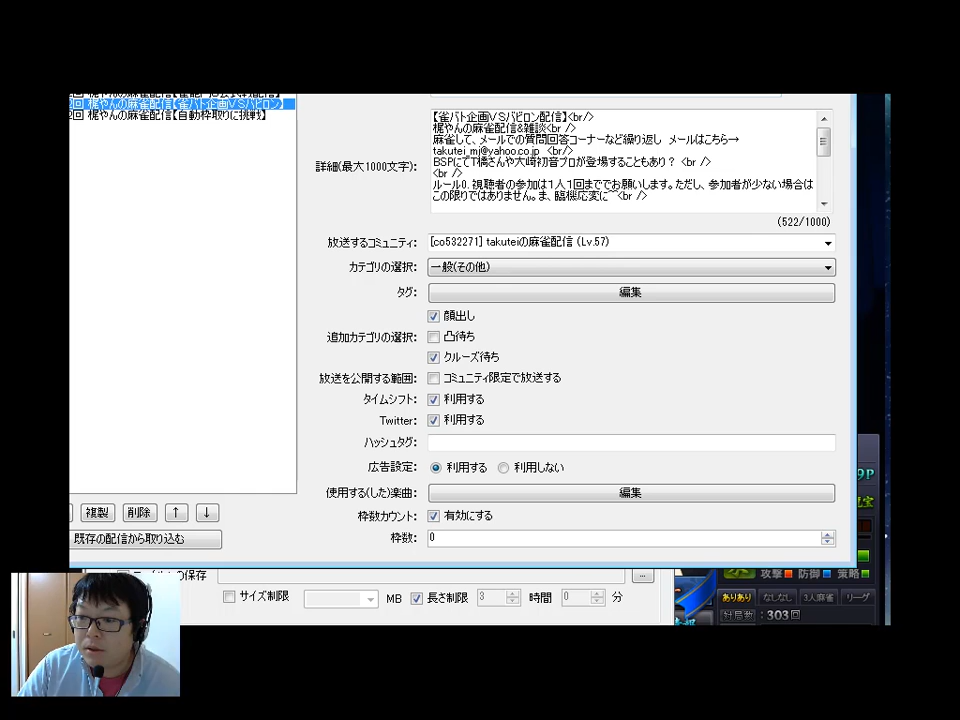 2回 梶やんの麻雀配信【雀バト企画VSバビロン】
2回 梶やんの麻雀配信【自動枠取りに挑戦】
詳細(最大1000文字):
【雀バト企画VSバビロン配信】<br/>
梶やんの麻雀配信&雑談<br />
麻雀して、メールでの質問回答コーナーなど繰り返し　メールはこちら→
takutei_mj@yahoo.co.jp <br/>
BSPにてT橋さんや大崎初音プロが登場することもあり？ <br />
<br />
ルール0. 視聴者の参加は1人1回まででお願いします。ただし、参加者が少ない場合は
この限りではありません。ま、臨機応変に^^<br />
(522/1000)
放送するコミュニティ: [co532271] takuteiの麻雀配信 (Lv.57)
カテゴリの選択: 一般(その他)
タグ: 編集
顔出し
追加カテゴリの選択: 凸待ち
クルーズ待ち
放送を公開する範囲: コミュニティ限定で放送する
タイムシフト: 利用する
Twitter: 利用する
ハッシュタグ:
広告設定: 利用する 利用しない
使用する(した)楽曲: 編集
枠数カウント: 有効にする
枠数: 0
複製 削除 ↑ ↓
既存の配信から取り込む
の保存 ...
サイズ制限 MB 長さ制限 3 時間 0 分
9P
攻撃 防御 策略
ありあり なしなし 3人麻雀 リーグ
対局数 : 303回